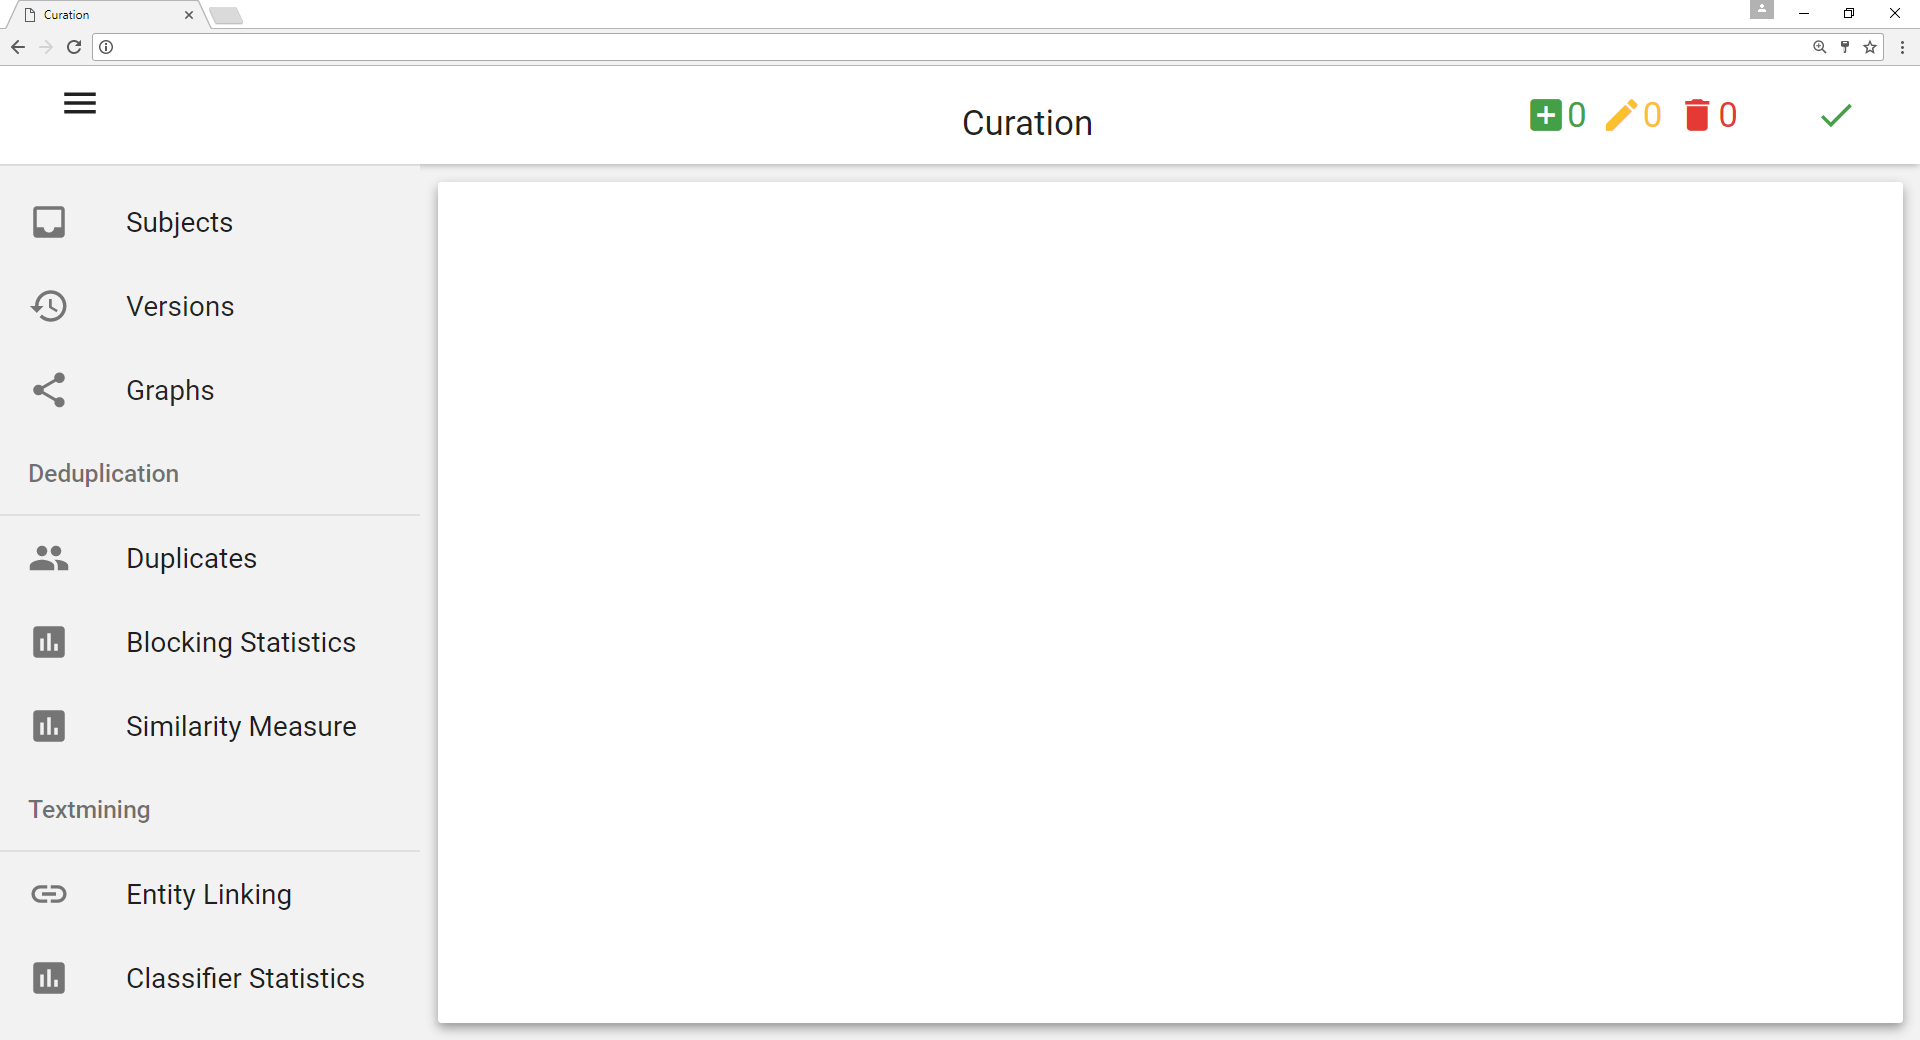 Curation
Curation
0 0 0
Subjects
Versions
Graphs
Deduplication
Duplicates
Blocking Statistics
Similarity Measure
Textmining
Entity Linking
Classifier Statistics